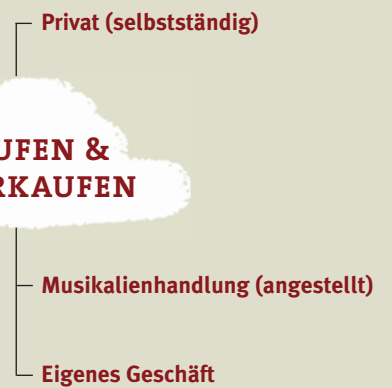 Privat (selbstständig)
UFEN &
RKAUFEN
Musikalienhandlung (angestellt)
Eigenes Geschäft